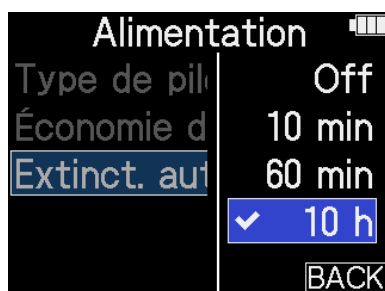 Alimentation
Type de pil
Économie d
Extinct. aut
Off
10 min
60 min
✔ 10 h
BACK